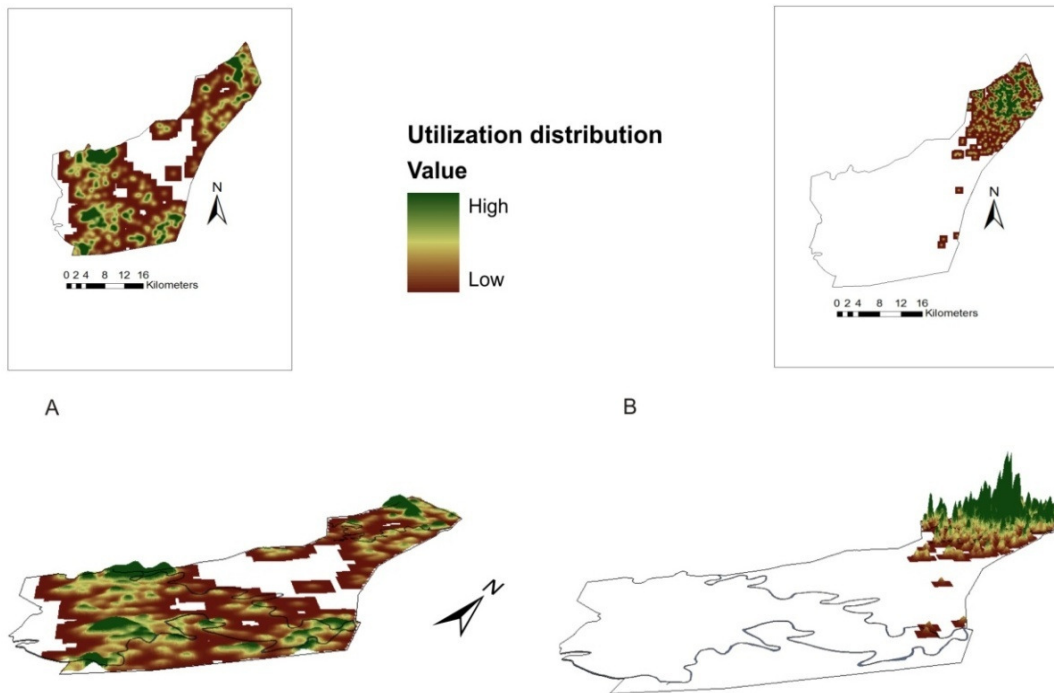 N
0 2 4 8 12 16
Kilometers
Utilization distribution
Value
High
Low
N
0 2 4 8 12 16
Kilometers
A
B
N